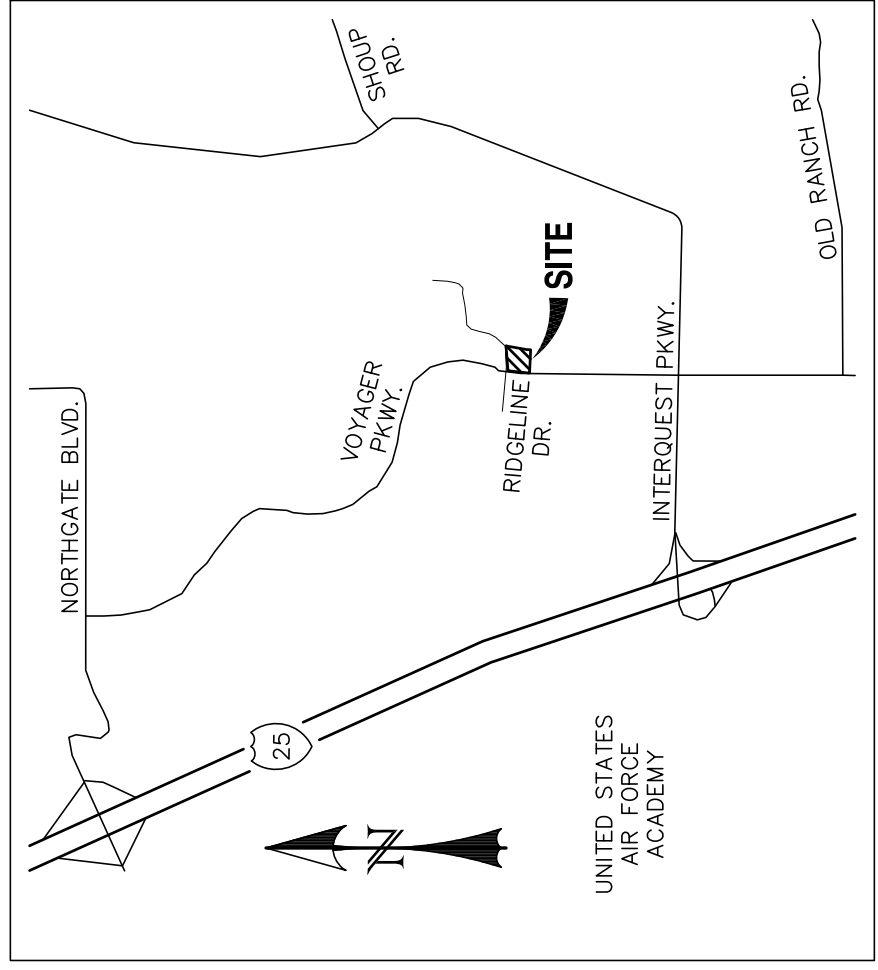 SHOUP
RD.
NORTHGATE BLVD.
OLD RANCH RD.
SITE
VOYAGER
PKWY.
RIDGELINE
DR.
INTERQUEST PKWY.
25
N
UNITED STATES
AIR FORCE
ACADEMY